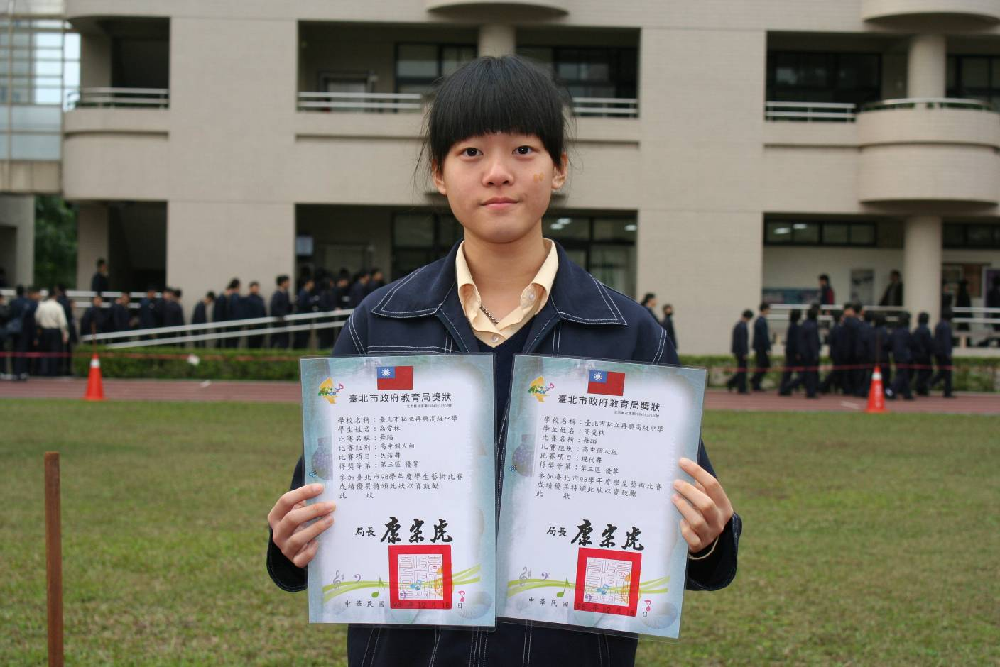 臺北市政府教育局獎狀
學校名稱：臺北市私立再興高級中學
學生姓名：高愛林
比賽名稱：舞蹈
比賽組別：高中個人組
比賽項目：民俗舞
得獎等第：第三區 優等
參加臺北市98學年度學生藝術比賽
成績優異特頒此狀以資鼓勵
此 狀
局長 康宗虎
中華民國 98 年 12 月 18 日
臺北市政府教育局獎狀
學校名稱：臺北市私立再興高級中學
學生姓名：高愛林
比賽名稱：舞蹈
比賽組別：高中個人組
比賽項目：現代舞
得獎等第：第三區 優等
參加臺北市98學年度學生藝術比賽
成績優異特頒此狀以資鼓勵
此 狀
局長 康宗虎
中華民國 98 年 12 月 18 日